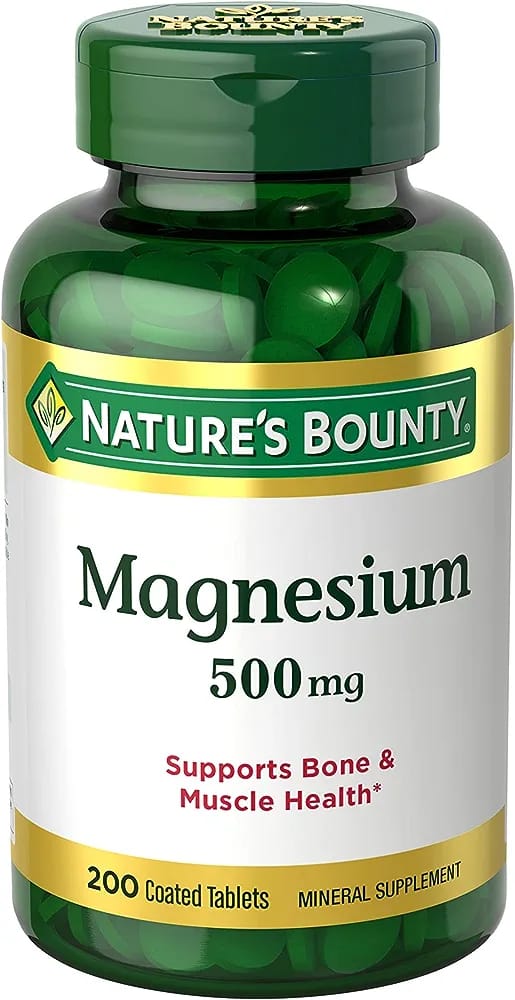 NATURE'S
BOUNTY
NATURE'S BOUNTY®
Magnesium
500 mg
Supports Bone &
Muscle Health*
200 Coated Tablets MINERAL SUPPLEMENT